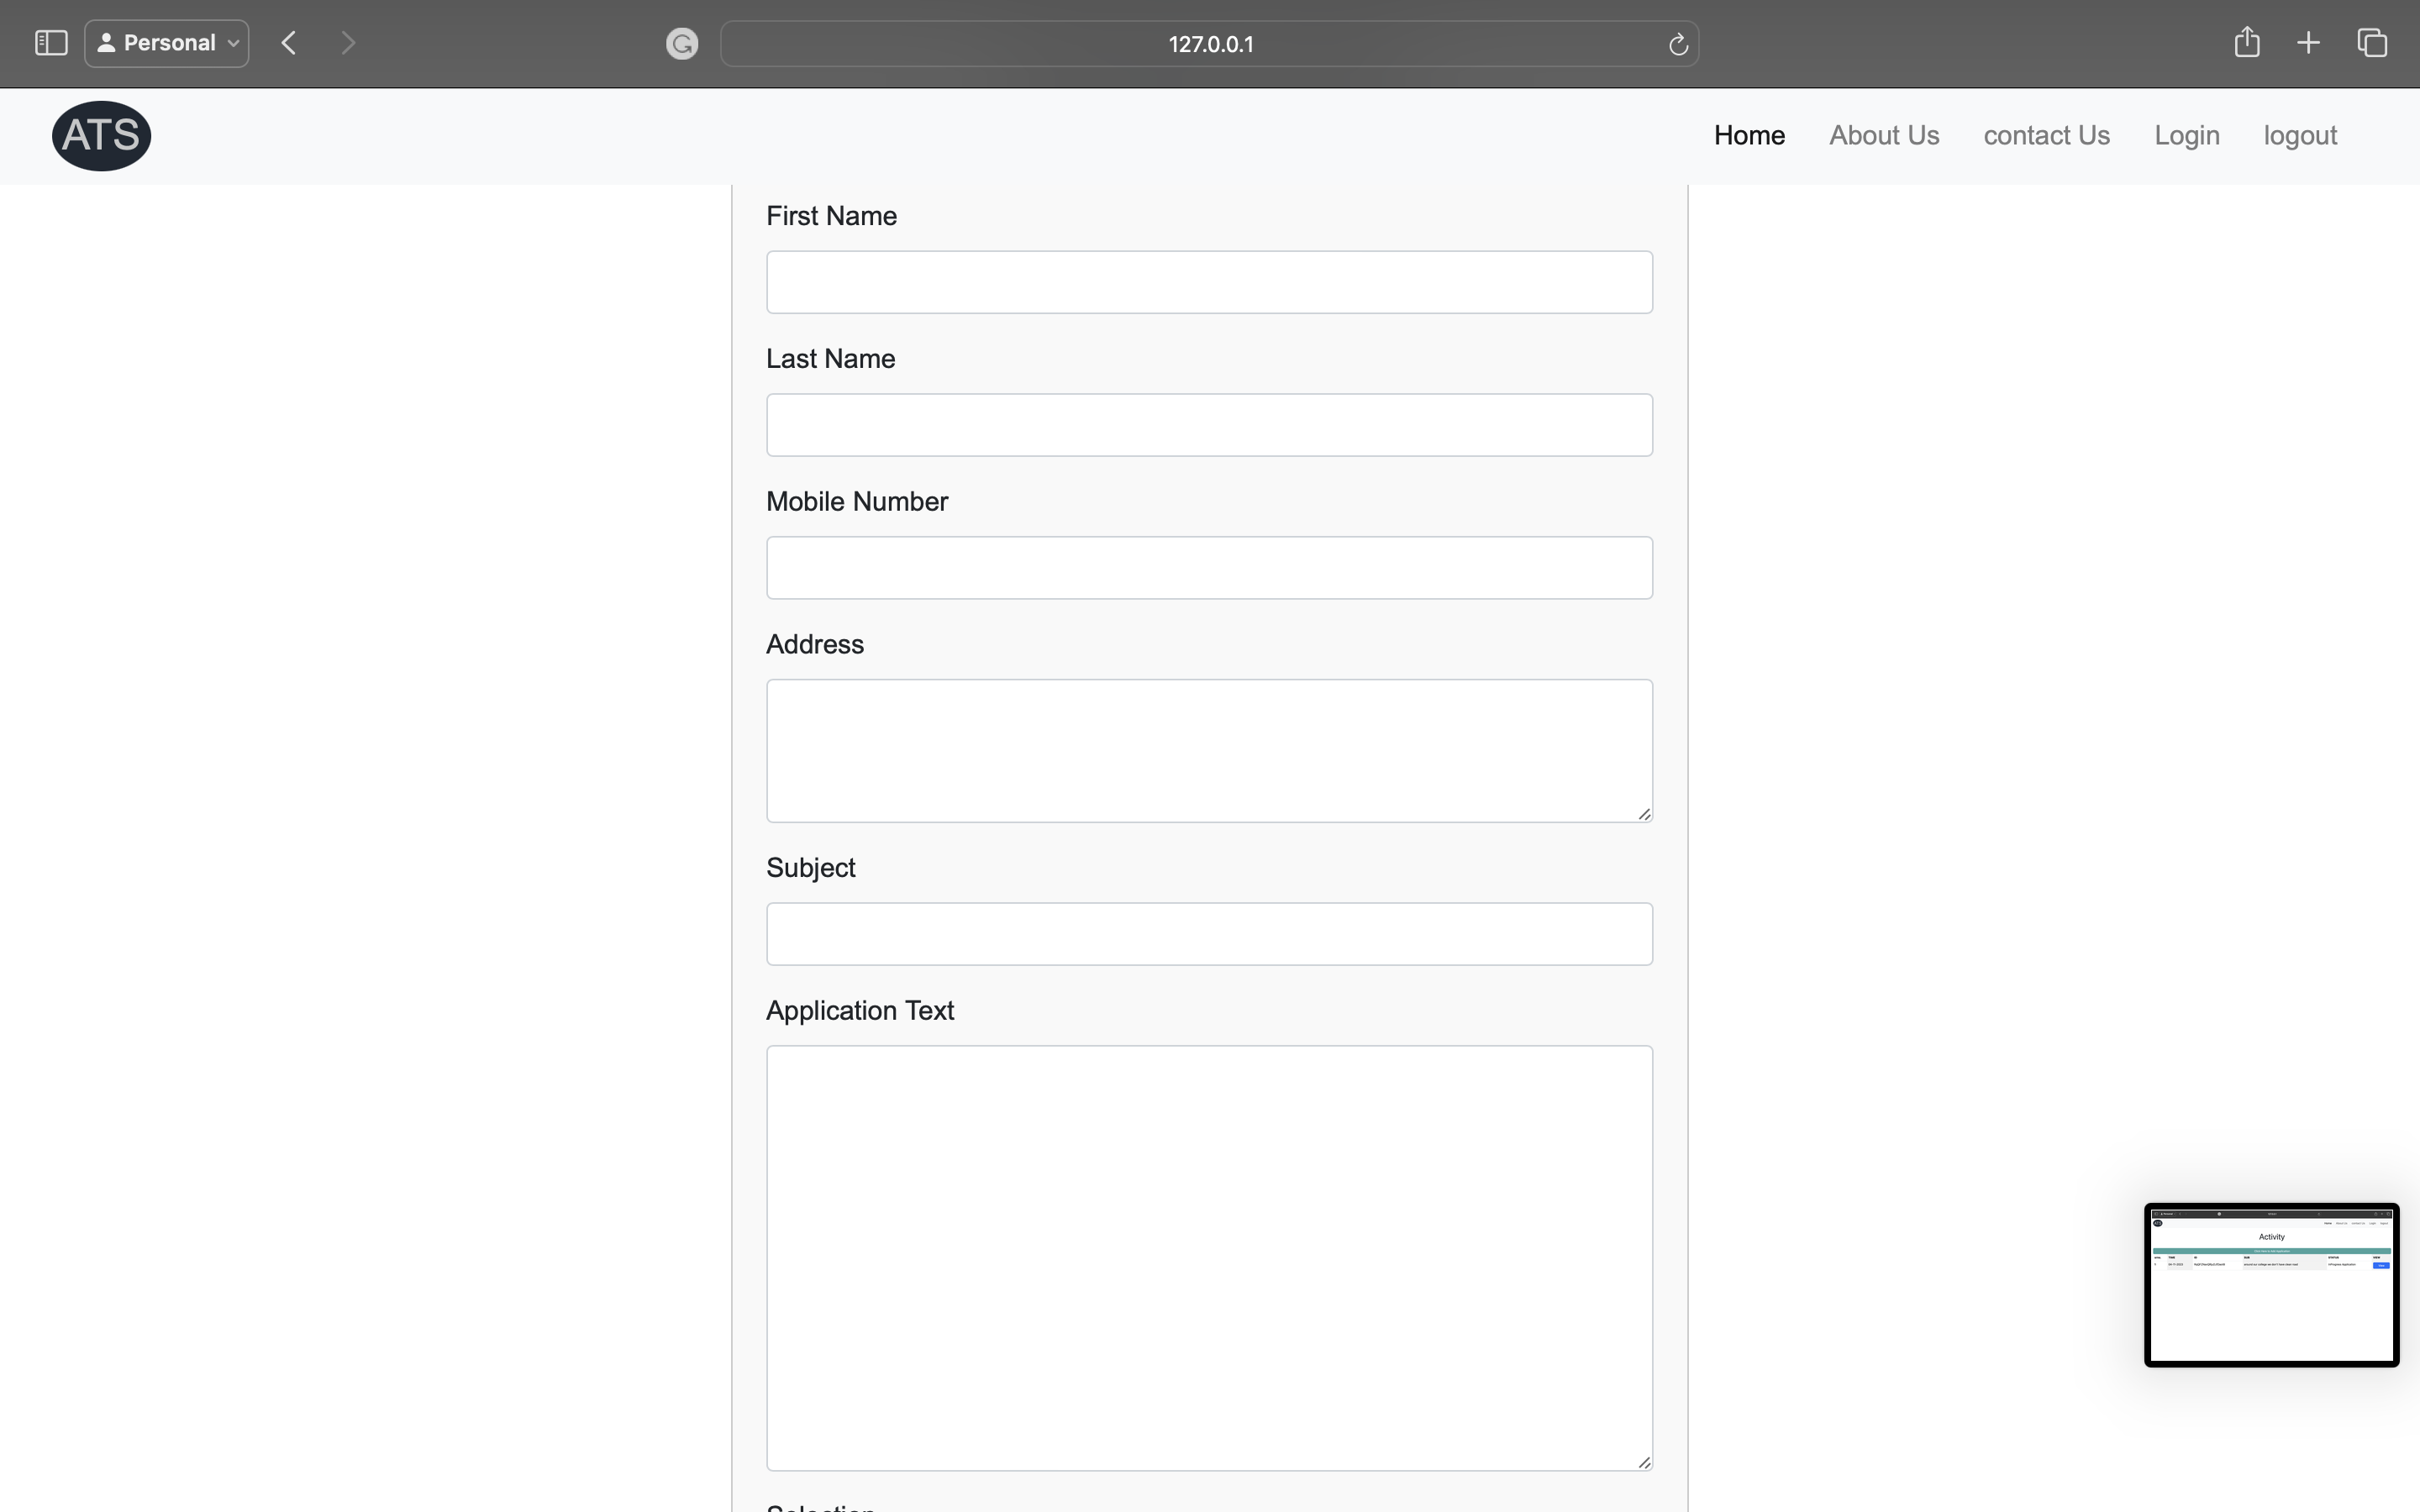 Personal
127.0.0.1
ATS
Home About Us contact Us Login logout
First Name
Last Name
Mobile Number
Address
Subject
Application Text
Selection
Activity